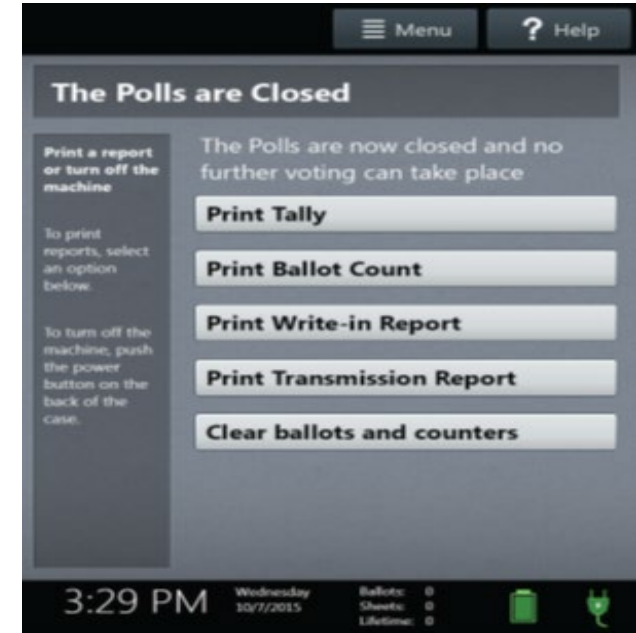 Menu
? Help
The Polls are Closed
Print a report
or turn off the
machine
To print
reports, select
an option
below.
To turn off the
machine, push
the power
button on the
back of the
case.
The Polls are now closed and no
further voting can take place
Print Tally
Print Ballot Count
Print Write-in Report
Print Transmission Report
Clear ballots and counters
3:29 PM
Wednesday
10/7/2015
Ballots: 0
Sheets: 0
Lifetime: 0